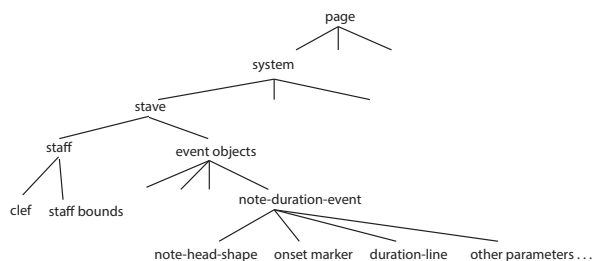 page
system
stave
staff
event objects
note-duration-event
clef
staff bounds
note-head-shape
onset marker
duration-line
other parameters ...